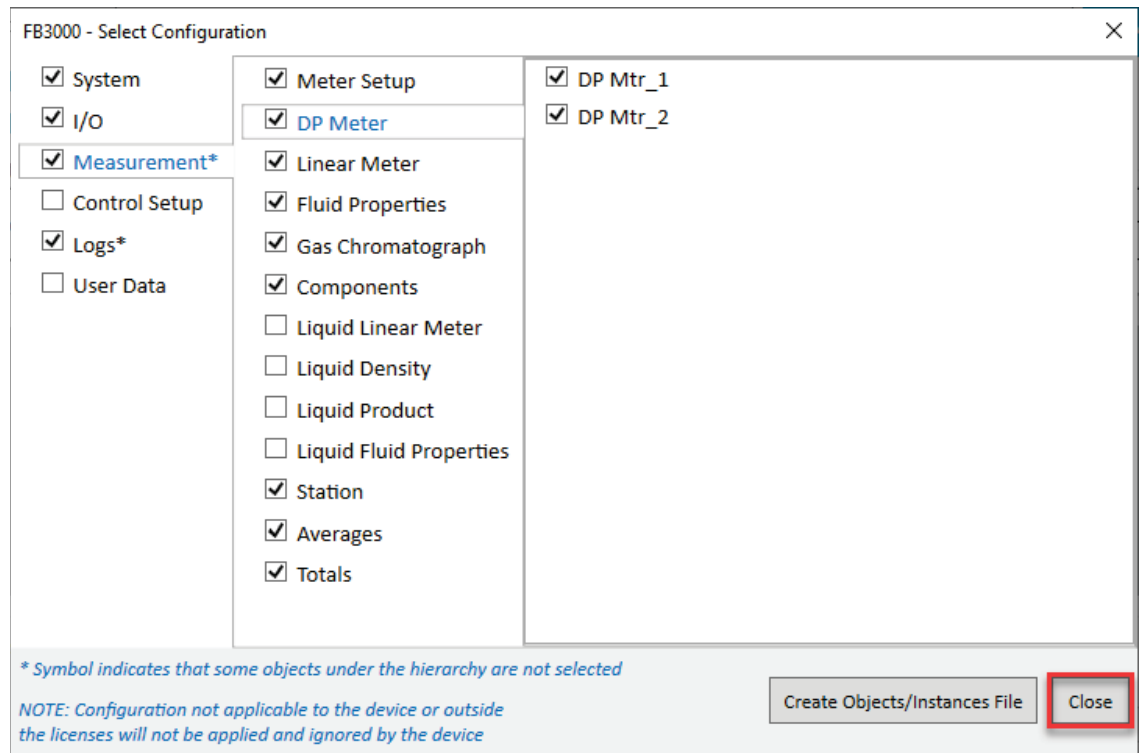 FB3000 - Select Configuration
System
I/O
Measurement*
Control Setup
Logs*
User Data
Meter Setup
DP Meter
Linear Meter
Fluid Properties
Gas Chromatograph
Components
Liquid Linear Meter
Liquid Density
Liquid Product
Liquid Fluid Properties
Station
Averages
Totals
DP Mtr_1
DP Mtr_2
* Symbol indicates that some objects under the hierarchy are not selected
NOTE: Configuration not applicable to the device or outside
the licenses will not be applied and ignored by the device
Create Objects/Instances File
Close